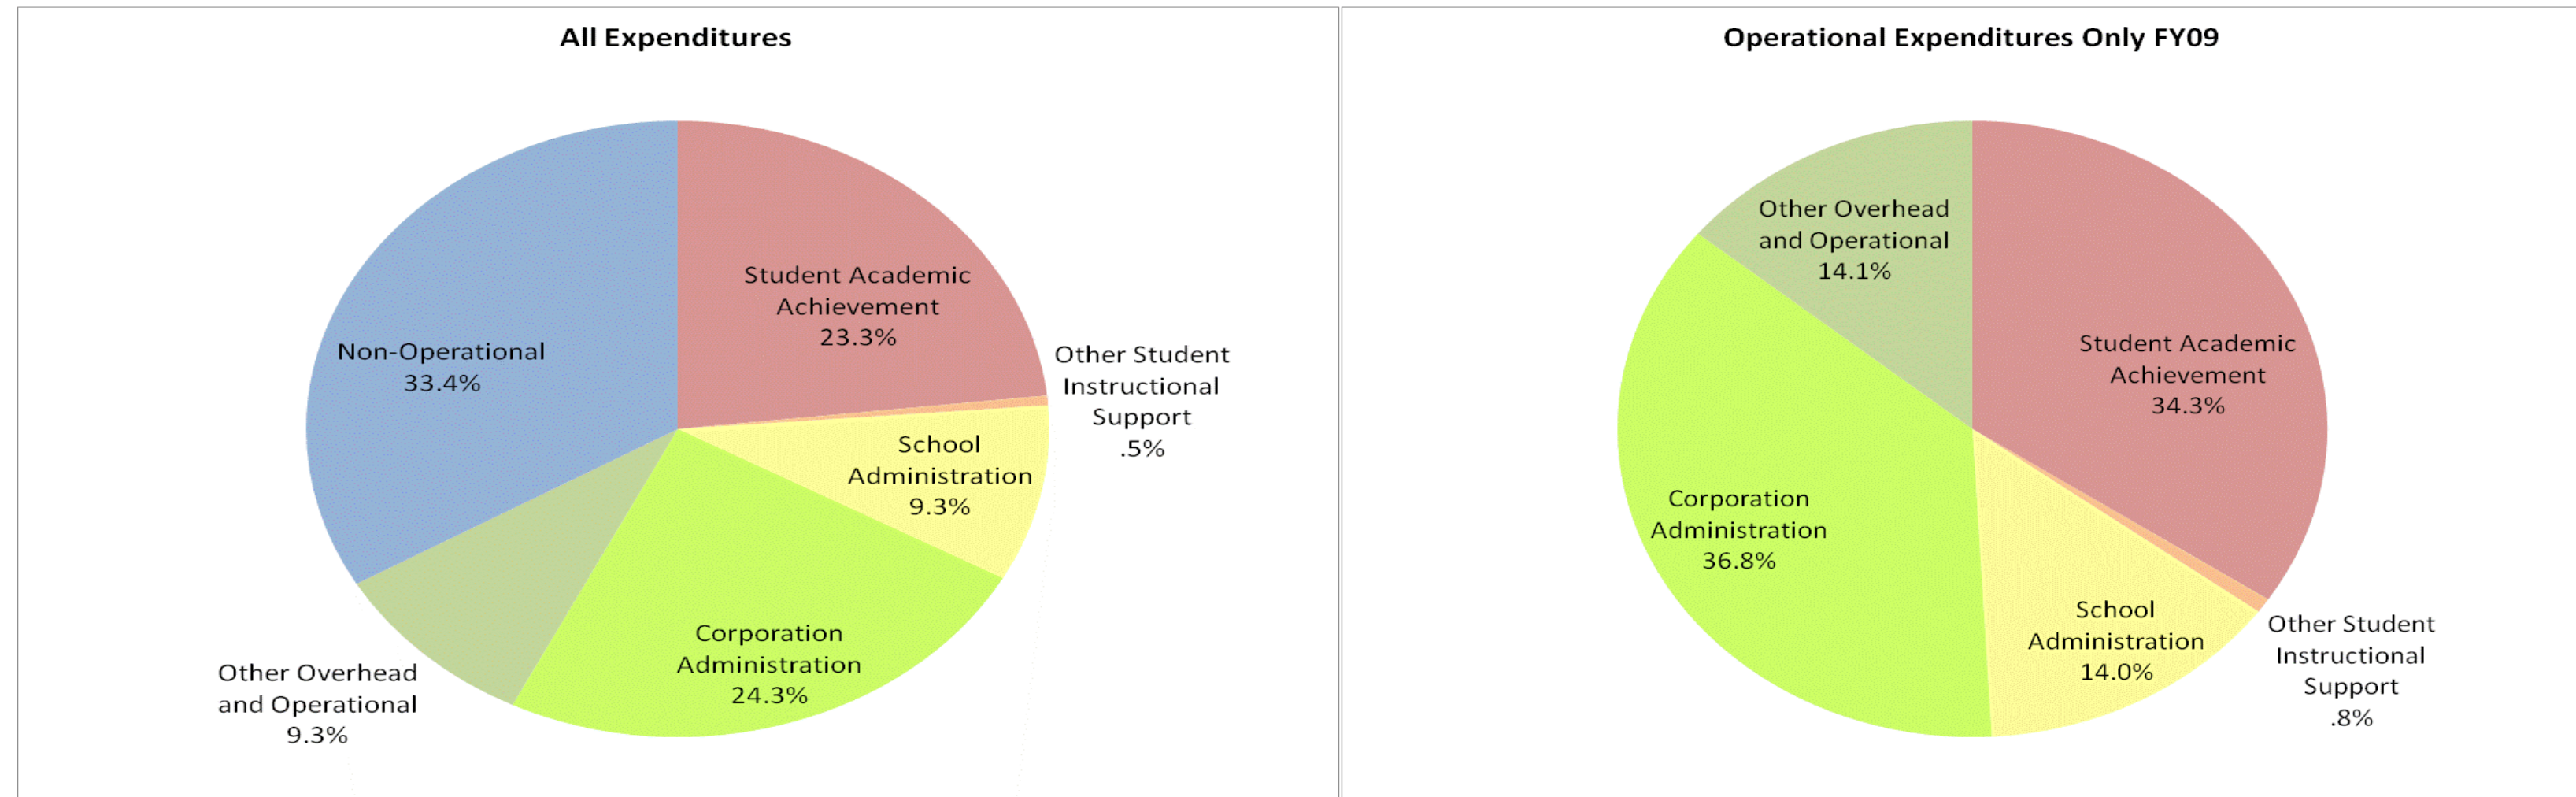 All Expenditures
Non-Operational
33.4%
Student Academic
Achievement
23.3%
Other Student
Instructional
Support
.5%
School
Administration
9.3%
Corporation
Administration
24.3%
Other Overhead
and Operational
9.3%
Operational Expenditures Only FY09
Other Overhead
and Operational
14.1%
Student Academic
Achievement
34.3%
Corporation
Administration
36.8%
School
Administration
14.0%
Other Student
Instructional
Support
.8%